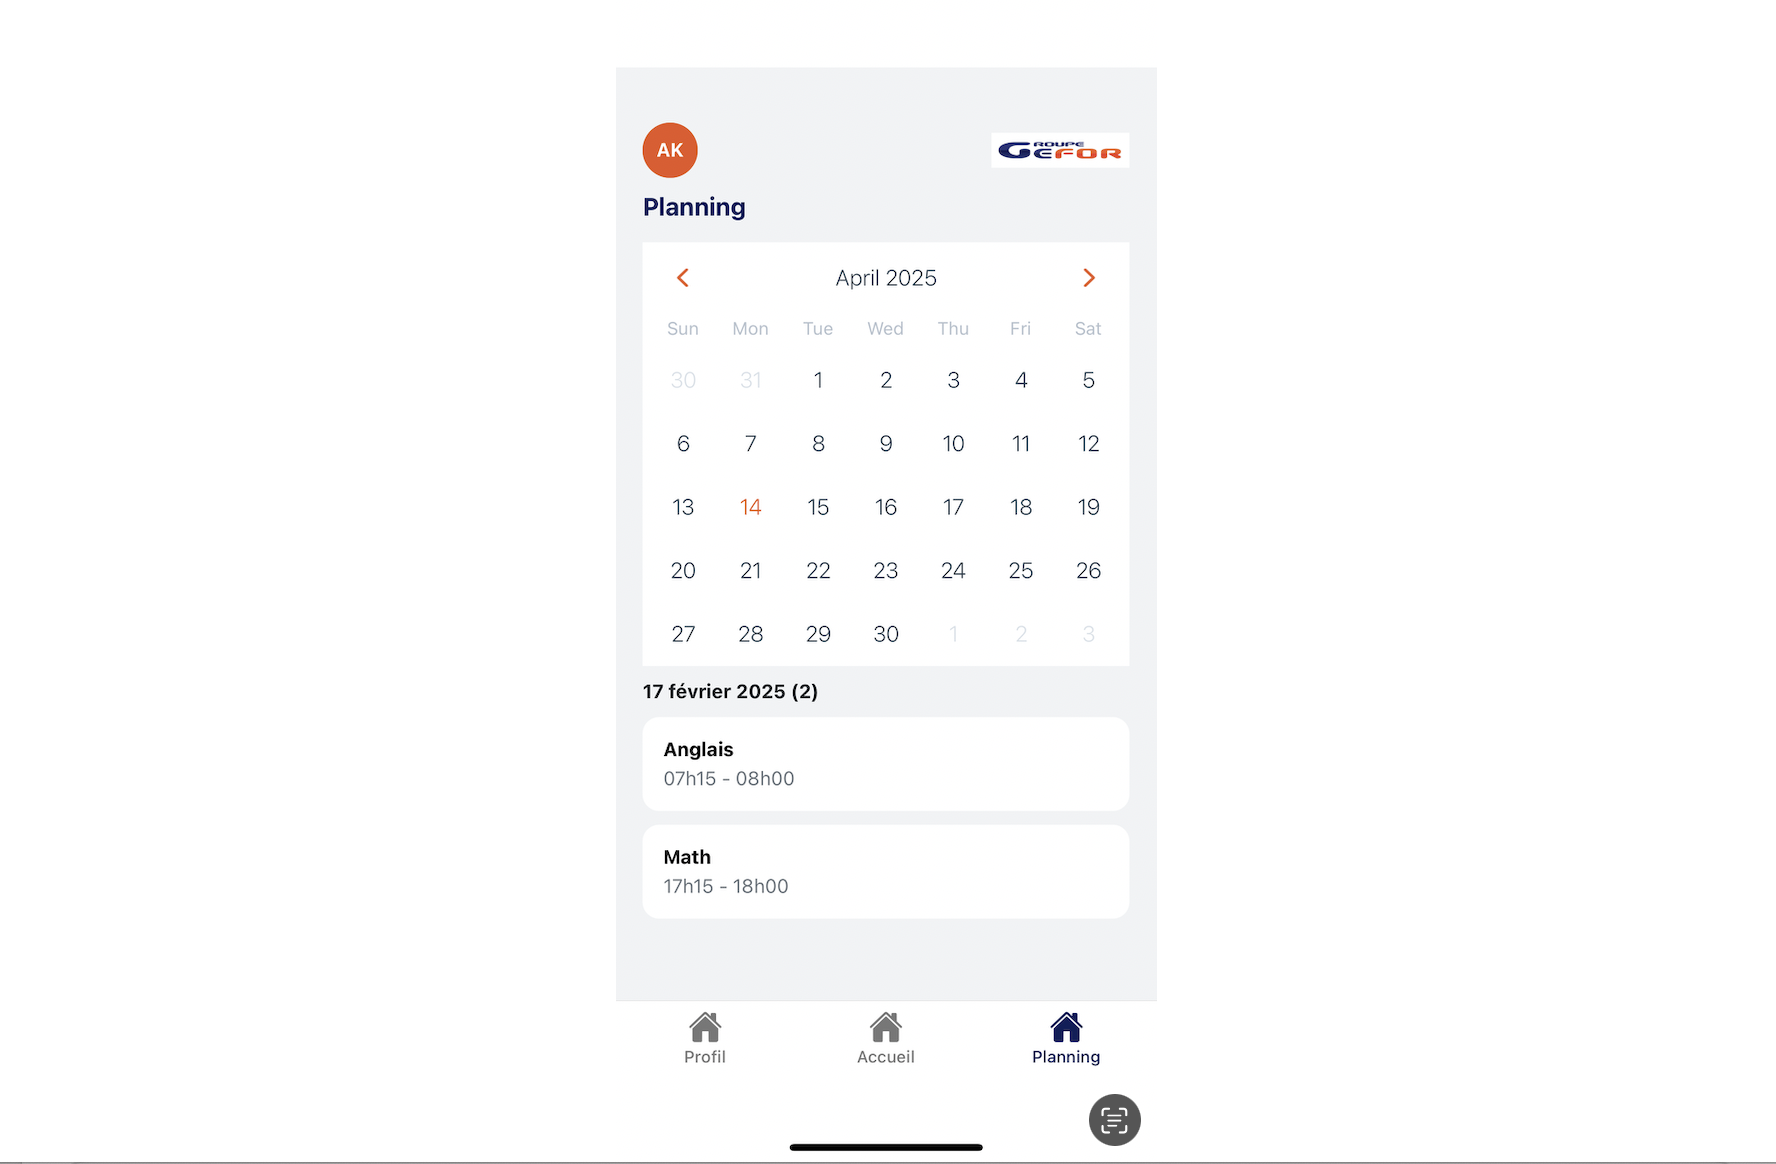 AK
GROUPE GEFOR
Planning
April 2025
Sun Mon Tue Wed Thu Fri Sat
30 31 1 2 3 4 5
6 7 8 9 10 11 12
13 14 15 16 17 18 19
20 21 22 23 24 25 26
27 28 29 30 1 2 3
17 février 2025 (2)
Anglais
07h15 - 08h00
Math
17h15 - 18h00
Profil Accueil Planning